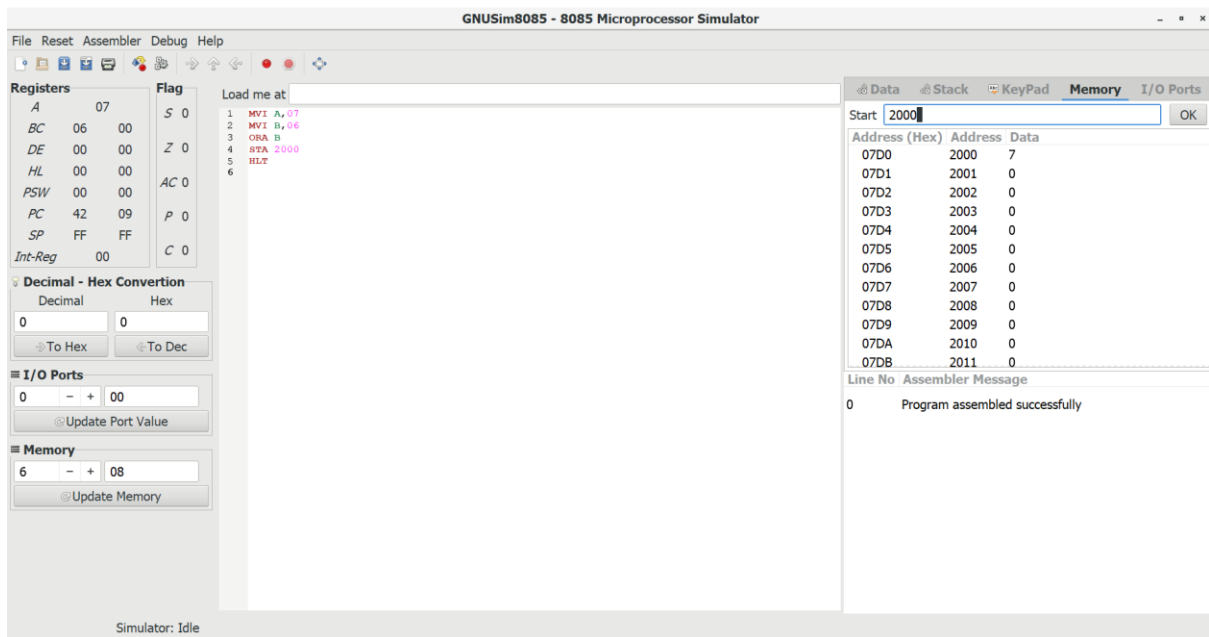 GNUSim8085 - 8085 Microprocessor Simulator
File Reset Assembler Debug Help
Registers
A 07
BC 06 00
DE 00 00
HL 00 00
PSW 00 00
PC 42 09
SP FF FF
Int-Reg 00
Flag
S 0
Z 0
AC 0
P 0
C 0
Decimal - Hex Convertion
Decimal Hex
0 0
To Hex To Dec
I/O Ports
0 - + 00
Update Port Value
Memory
6 - + 08
Update Memory
Load me at
1 MVI A,07
2 MVI B,06
3 ORA B
4 STA 2000
5 HLT
6
Data Stack KeyPad Memory I/O Ports
Start 2000 OK
Address (Hex) Address Data
07D0 2000 7
07D1 2001 0
07D2 2002 0
07D3 2003 0
07D4 2004 0
07D5 2005 0
07D6 2006 0
07D7 2007 0
07D8 2008 0
07D9 2009 0
07DA 2010 0
07DB 2011 0
Line No Assembler Message
0 Program assembled successfully
Simulator: Idle